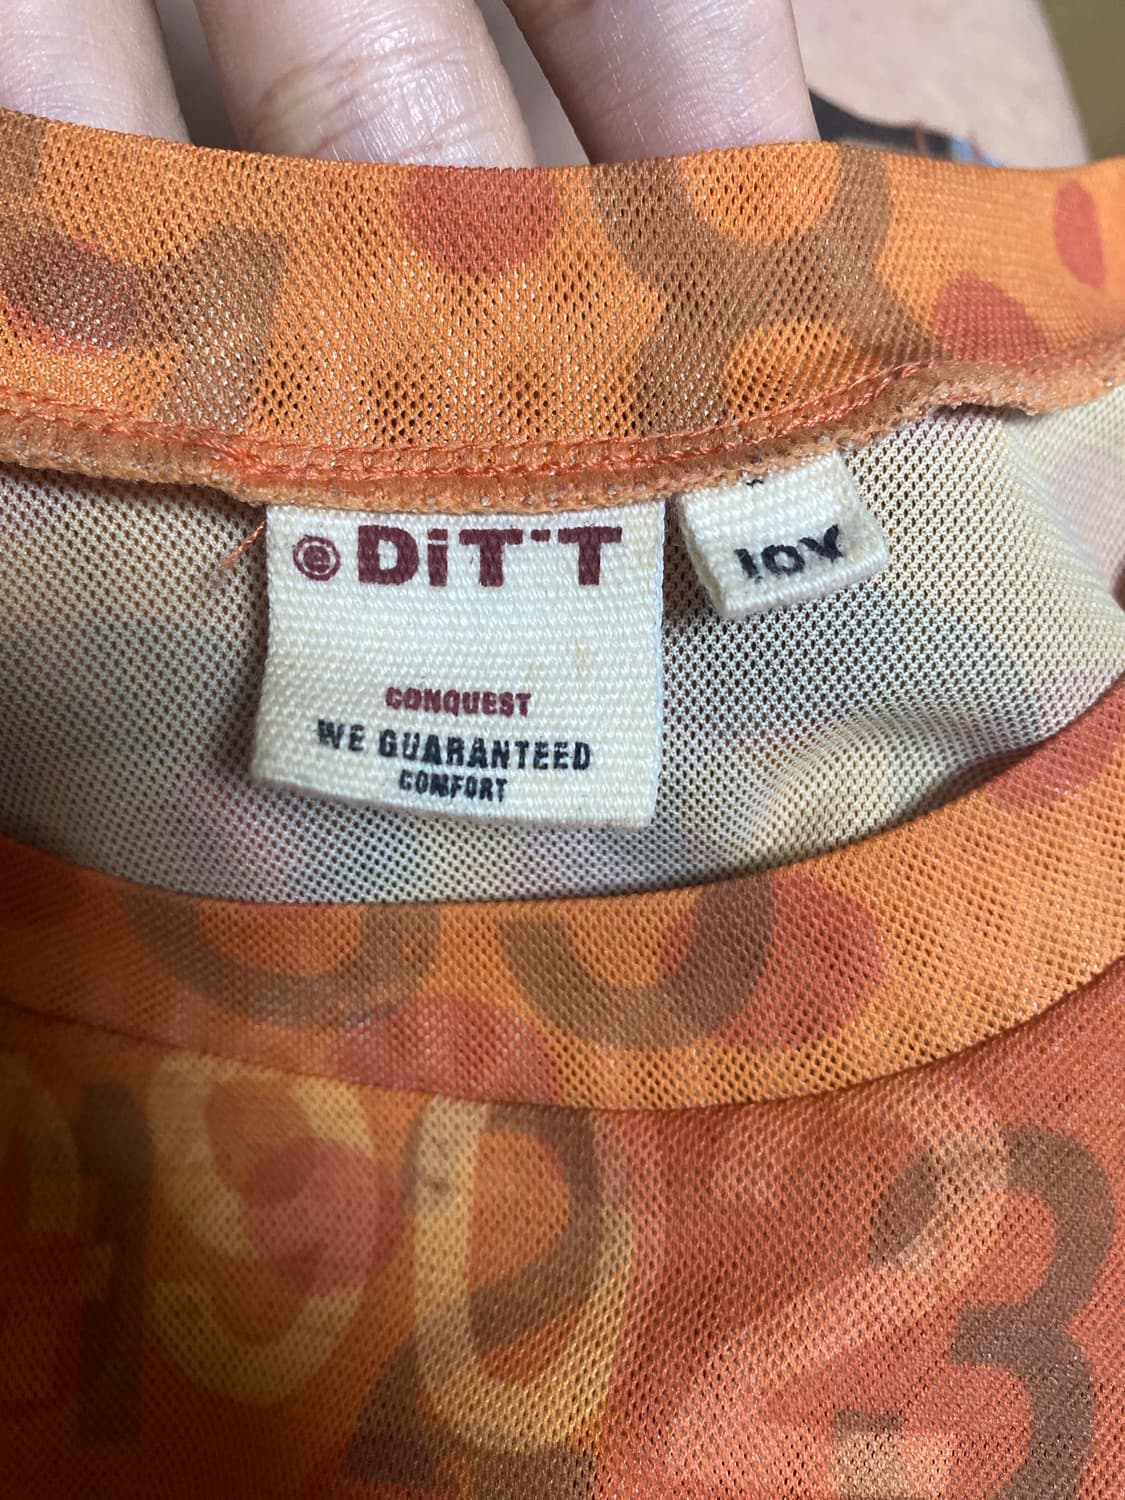 DiT'T
10Y
CONQUEST
WE GUARANTEED
COMFORT